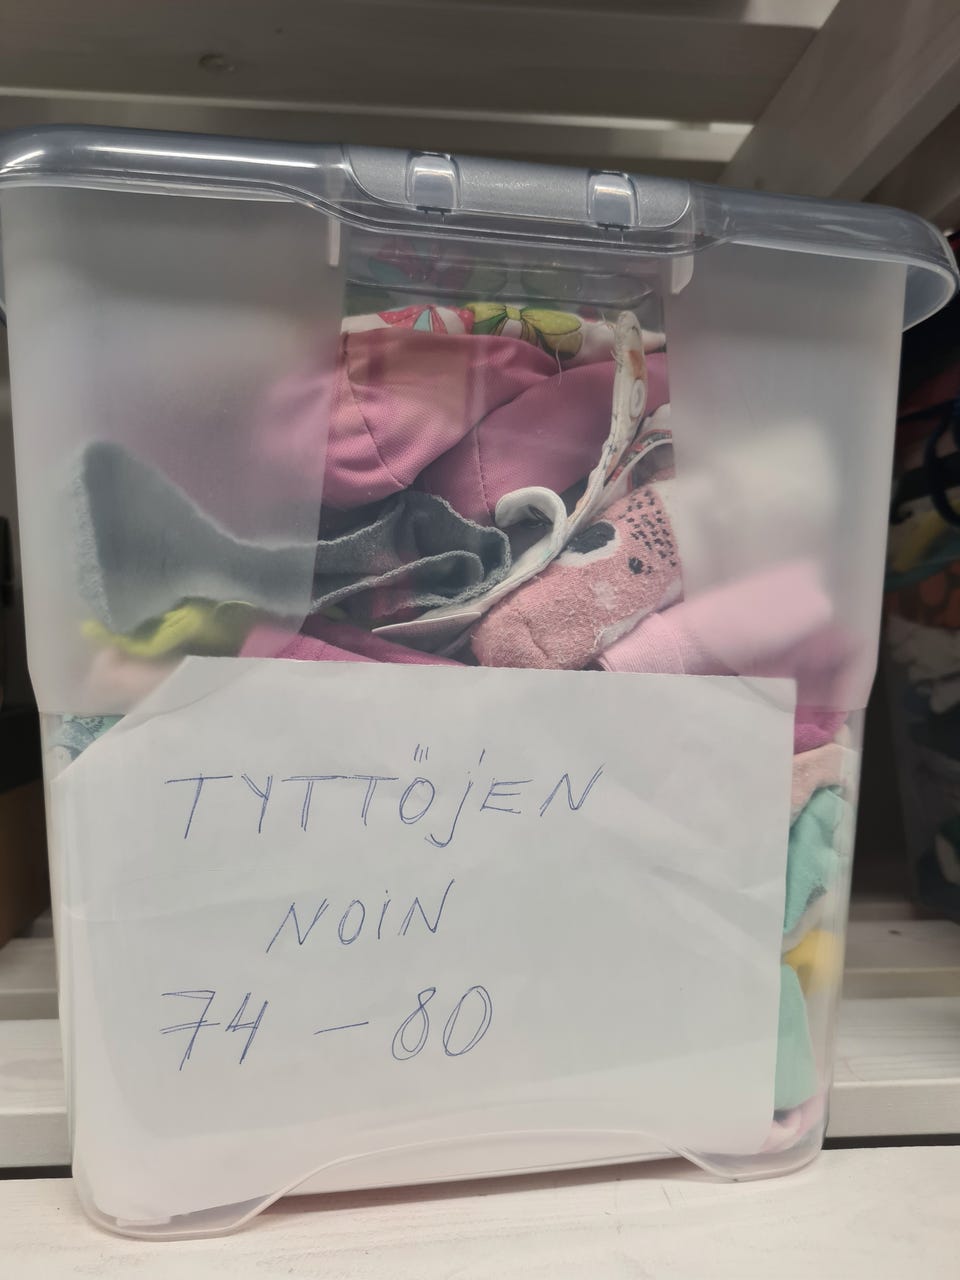 TYTTÖJEN
NOIN
74 - 80